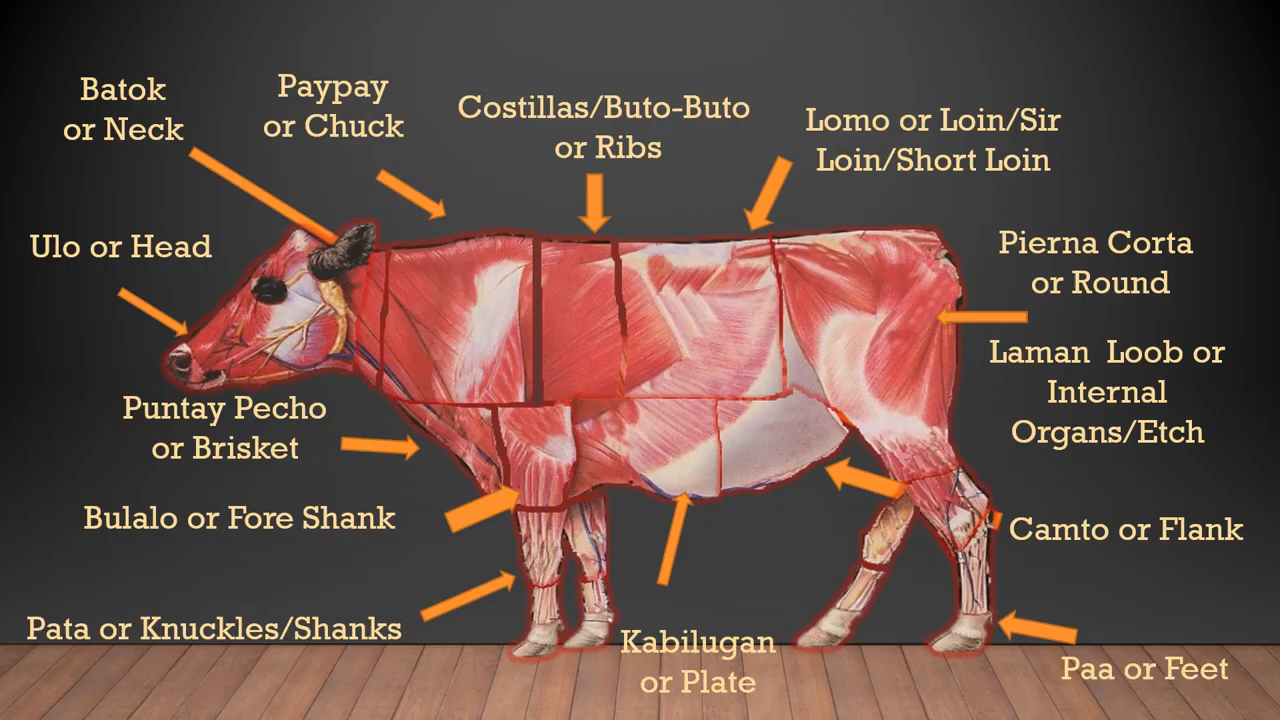 Batok
or Neck
Paypay
or Chuck
Costillas/Buto-Buto
or Ribs
Lomo or Loin/Sir
Loin/Short Loin
Ulo or Head
Pierna Corta
or Round
Laman Loob or
Internal
Organs/Etch
Puntay Pecho
or Brisket
Bulalo or Fore Shank
Camto or Flank
Pata or Knuckles/Shanks
Kabilugan
or Plate
Paa or Feet